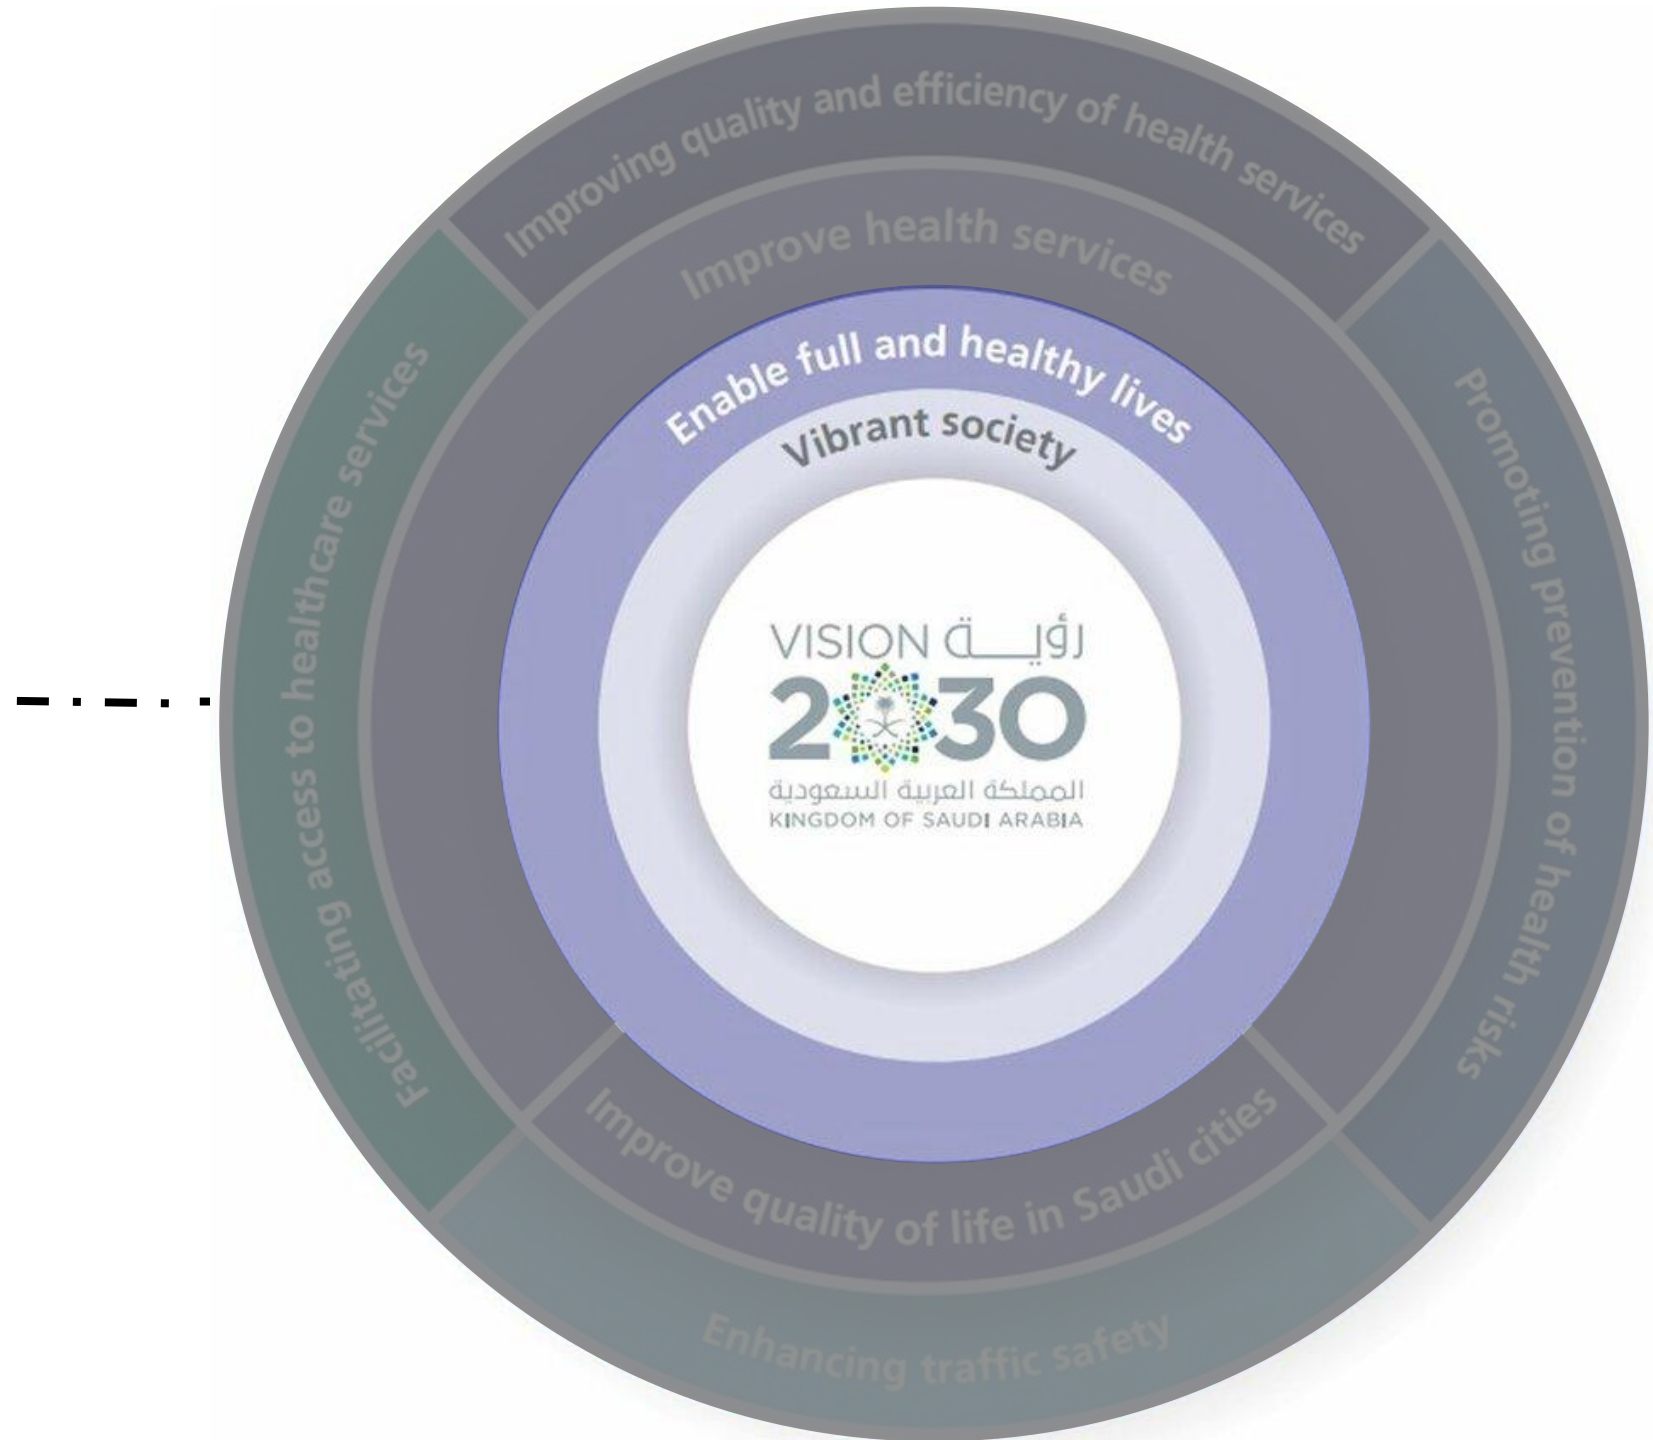 Improving quality and efficiency of health services
Improve health services
Enable full and healthy lives
Vibrant society
Facilitating access to healthcare services
Promoting prevention of health risks
VISION رؤيـــة
2030
المملكة العربية السعودية
KINGDOM OF SAUDI ARABIA
Improve quality of life in Saudi cities
Enhancing traffic safety